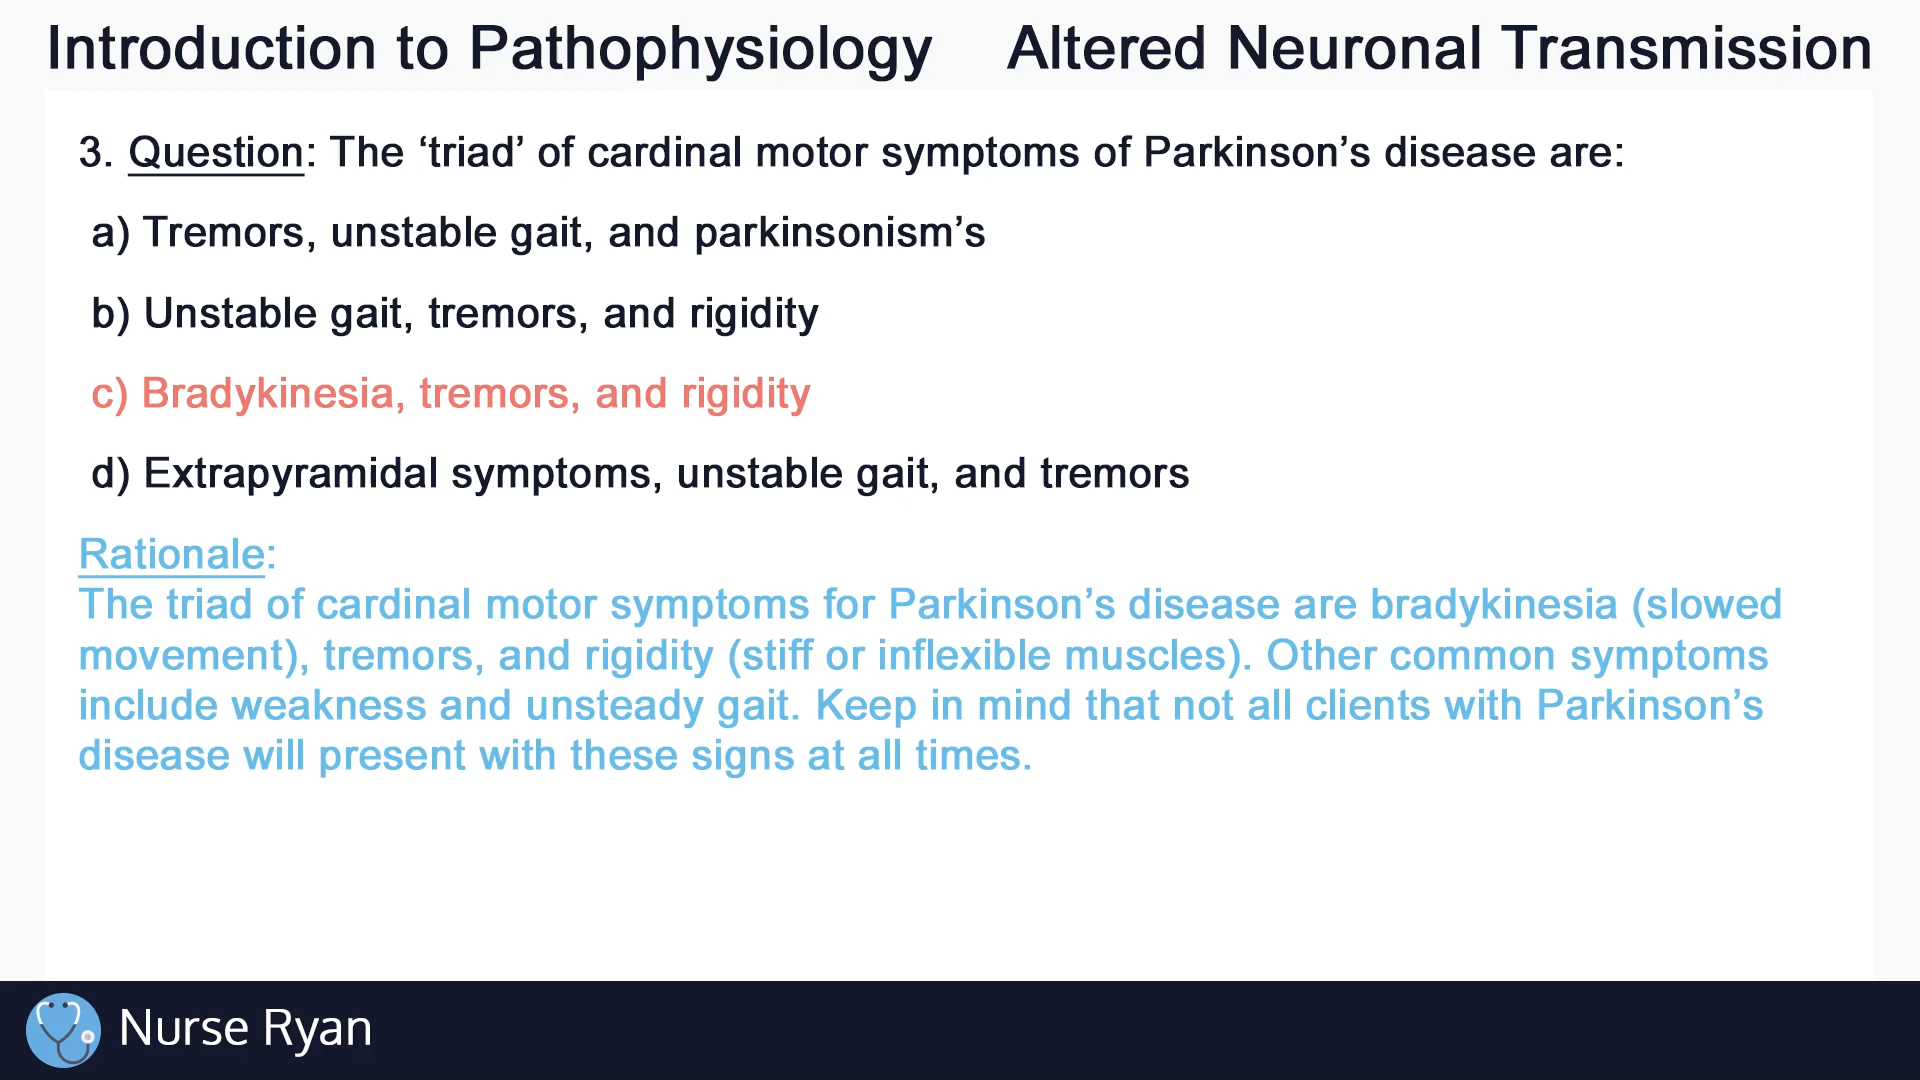 Introduction to Pathophysiology Altered Neuronal Transmission
3. Question: The ‘triad’ of cardinal motor symptoms of Parkinson’s disease are:
a) Tremors, unstable gait, and parkinsonism’s
b) Unstable gait, tremors, and rigidity
c) Bradykinesia, tremors, and rigidity
d) Extrapyramidal symptoms, unstable gait, and tremors
Rationale:
The triad of cardinal motor symptoms for Parkinson’s disease are bradykinesia (slowed
movement), tremors, and rigidity (stiff or inflexible muscles). Other common symptoms
include weakness and unsteady gait. Keep in mind that not all clients with Parkinson’s
disease will present with these signs at all times.
Nurse Ryan